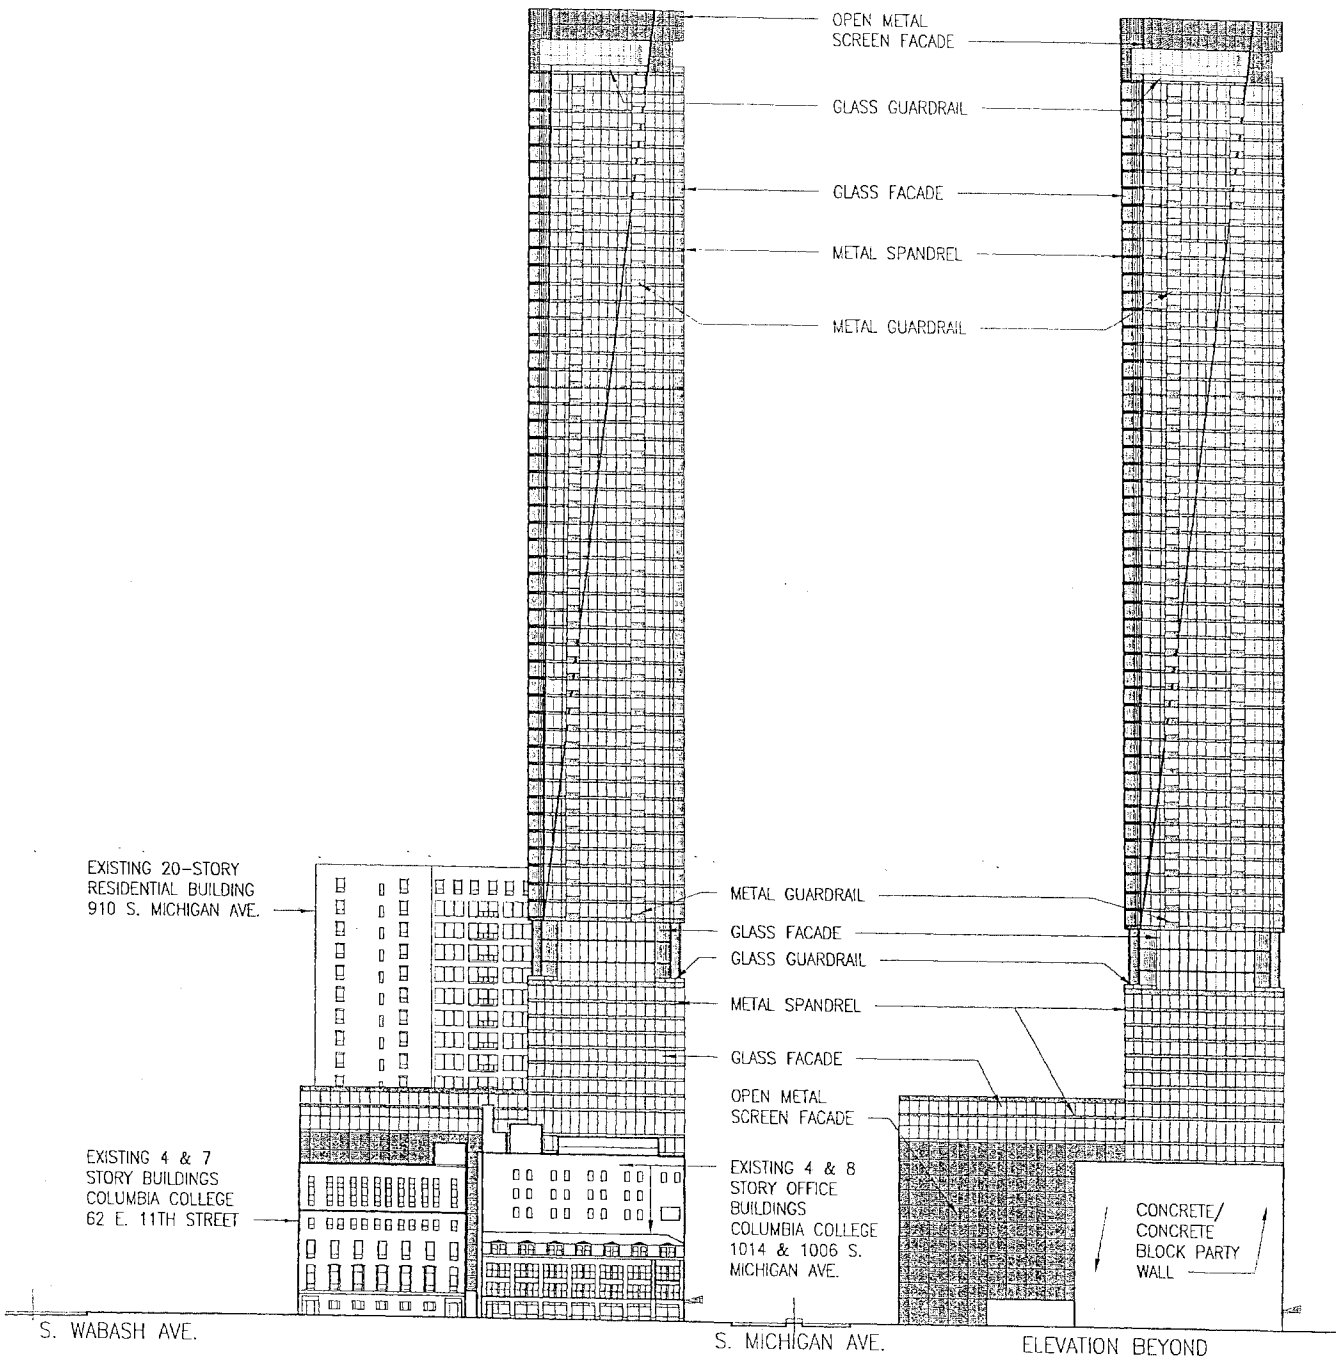 OPEN METAL
SCREEN FACADE
GLASS GUARDRAIL
GLASS FACADE
METAL SPANDREL
METAL GUARDRAIL
EXISTING 20-STORY
RESIDENTIAL BUILDING
910 S. MICHIGAN AVE.
METAL GUARDRAIL
GLASS FACADE
GLASS GUARDRAIL
METAL SPANDREL
GLASS FACADE
OPEN METAL
SCREEN FACADE
EXISTING 4 & 7
STORY BUILDINGS
COLUMBIA COLLEGE
62 E. 11TH STREET
EXISTING 4 & 8
STORY OFFICE
BUILDINGS
COLUMBIA COLLEGE
1014 & 1006 S.
MICHIGAN AVE.
CONCRETE/
CONCRETE
BLOCK PARTY
WALL
S. WABASH AVE.
S. MICHIGAN AVE.
ELEVATION BEYOND